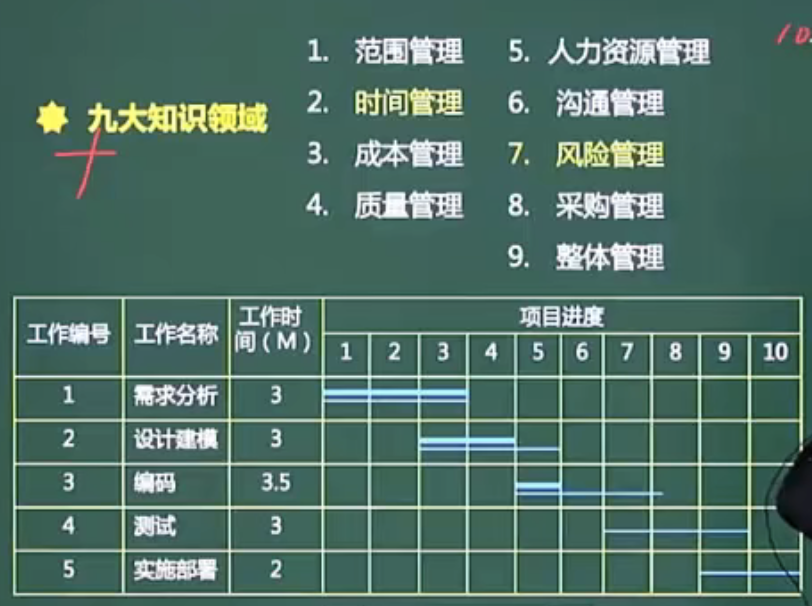 九大知识领域
1. 范围管理
2. 时间管理
3. 成本管理
4. 质量管理
5. 人力资源管理
6. 沟通管理
7. 风险管理
8. 采购管理
9. 整体管理
工作编号 工作名称 工作时间（M） 项目进度
1 2 3 4 5 6 7 8 9 10
1 需求分析 3
2 设计建模 3
3 编码 3.5
4 测试 3
5 实施部署 2